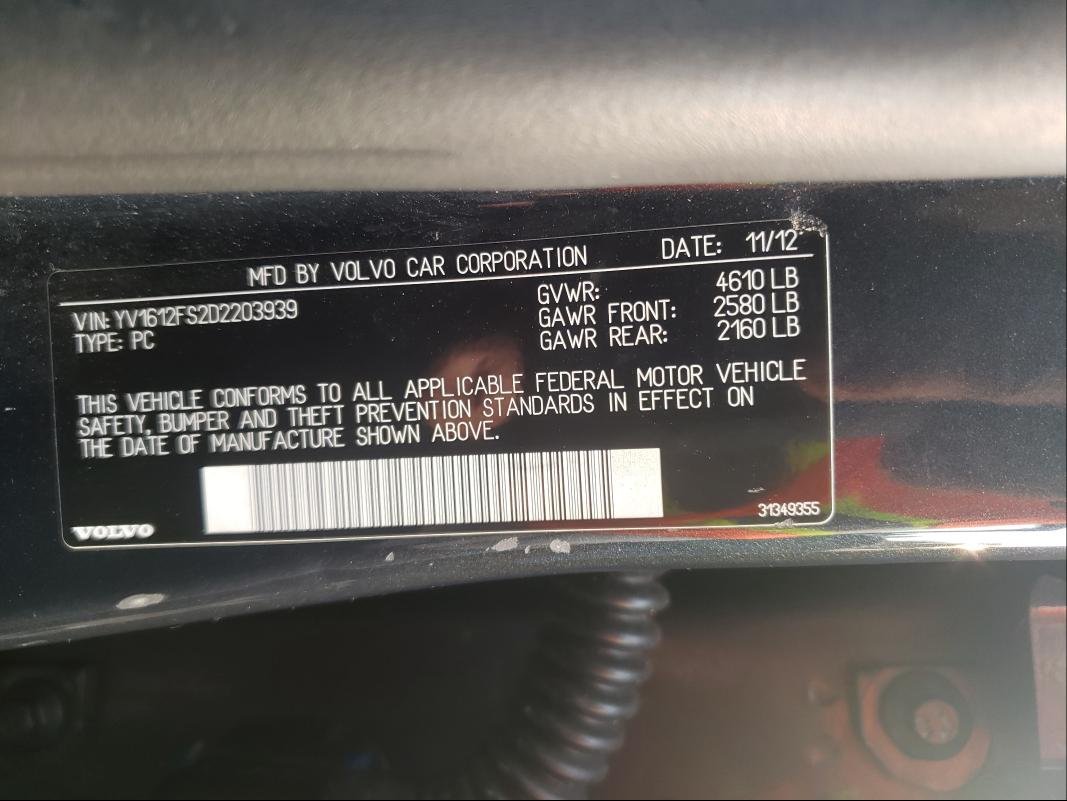 MFD BY VOLVO CAR CORPORATION DATE: 11/12
VIN: YV1612FS2D2203939
TYPE: PC
GVWR: 4610 LB
GAWR FRONT: 2580 LB
GAWR REAR: 2160 LB
THIS VEHICLE CONFORMS TO ALL APPLICABLE FEDERAL MOTOR VEHICLE
SAFETY, BUMPER AND THEFT PREVENTION STANDARDS IN EFFECT ON
THE DATE OF MANUFACTURE SHOWN ABOVE.
VOLVO
31349355